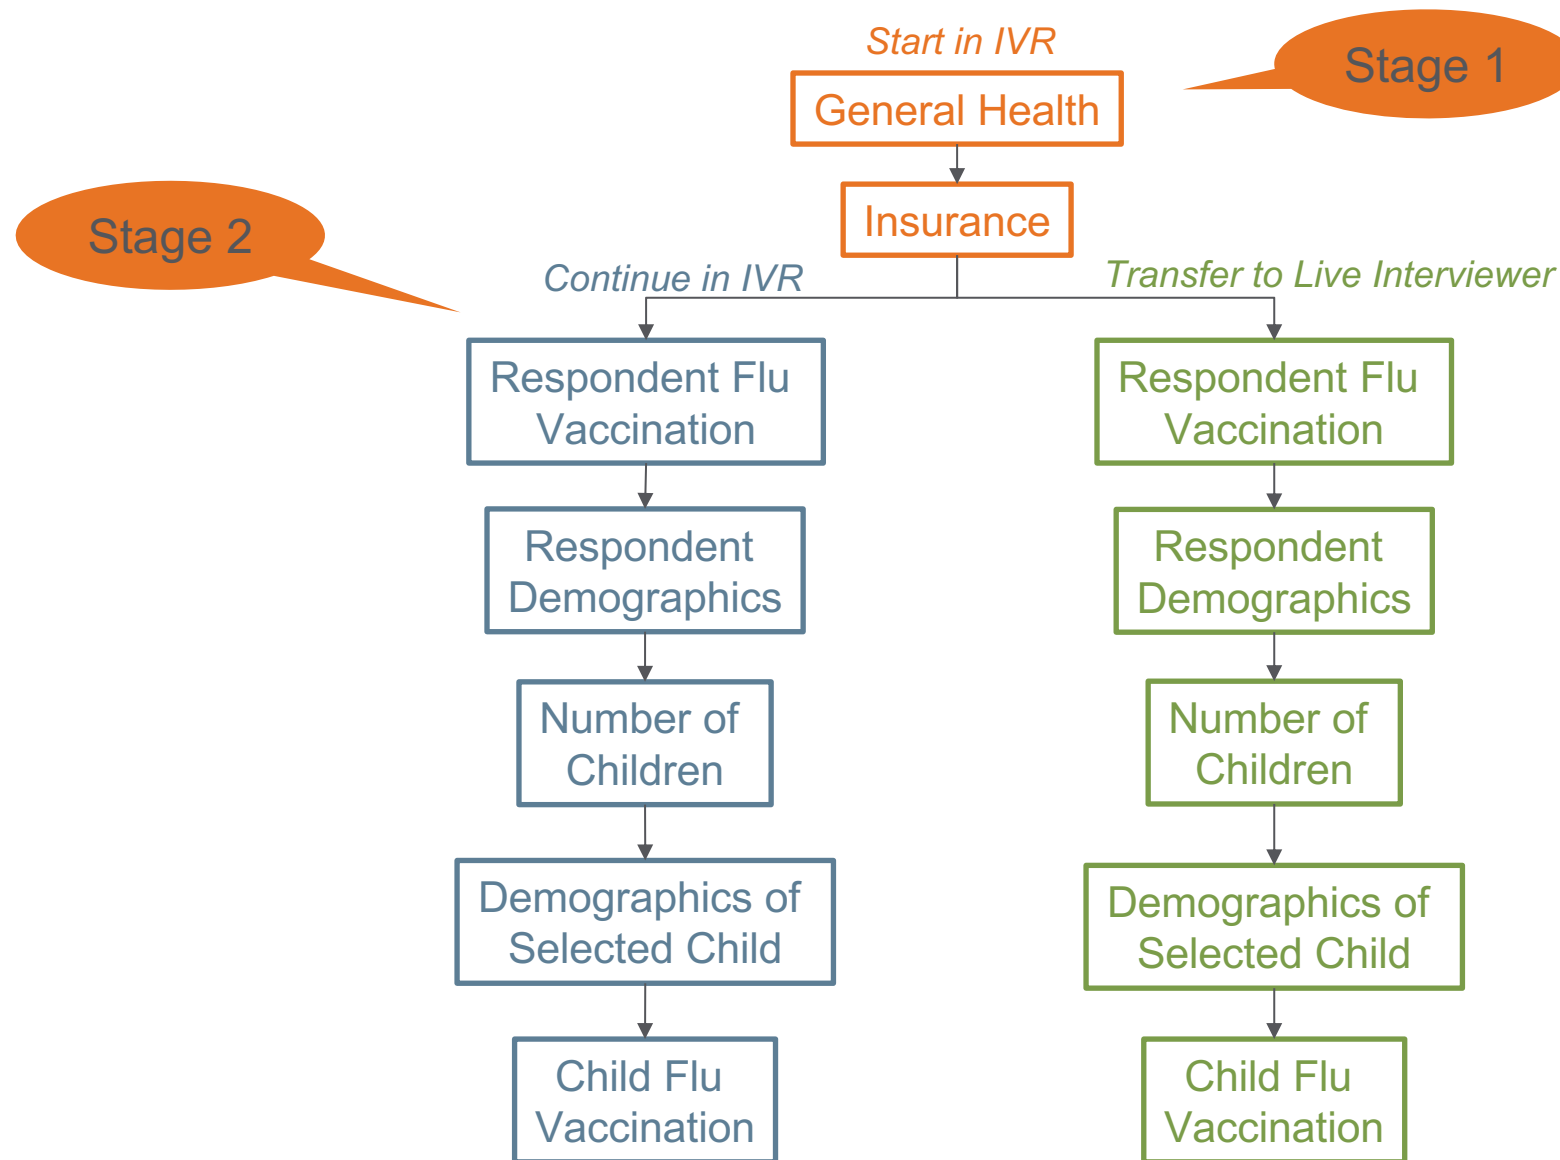 Start in IVR
Stage 1
General Health
Insurance
Stage 2
Continue in IVR
Transfer to Live Interviewer
Respondent Flu
Vaccination
Respondent
Demographics
Number of
Children
Demographics of
Selected Child
Child Flu
Vaccination
Respondent Flu
Vaccination
Respondent
Demographics
Number of
Children
Demographics of
Selected Child
Child Flu
Vaccination